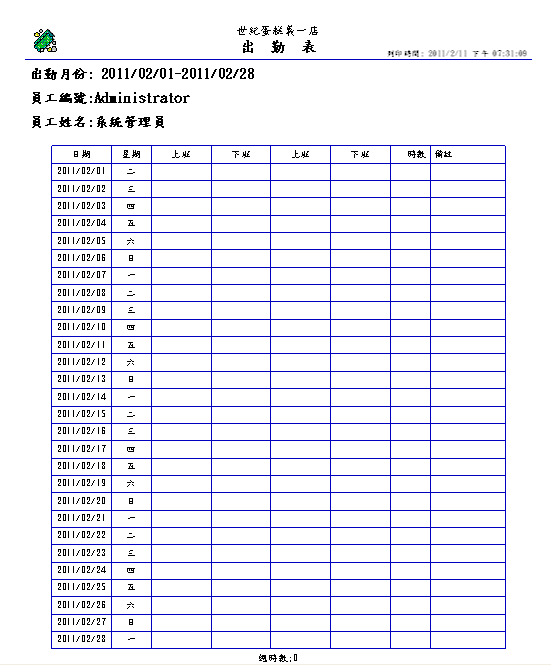 世紀蛋糕義一店
出 勤 表
列印時間: 2011/2/11 下午 07:31:09
出勤月份: 2011/02/01-2011/02/28
員工編號:Administrator
員工姓名:系統管理員
日期 星期 上班 下班 上班 下班 時數 備註
2011/02/01 二
2011/02/02 三
2011/02/03 四
2011/02/04 五
2011/02/05 六
2011/02/06 日
2011/02/07 一
2011/02/08 二
2011/02/09 三
2011/02/10 四
2011/02/11 五
2011/02/12 六
2011/02/13 日
2011/02/14 一
2011/02/15 二
2011/02/16 三
2011/02/17 四
2011/02/18 五
2011/02/19 六
2011/02/20 日
2011/02/21 一
2011/02/22 二
2011/02/23 三
2011/02/24 四
2011/02/25 五
2011/02/26 六
2011/02/27 日
2011/02/28 一
總時數:0